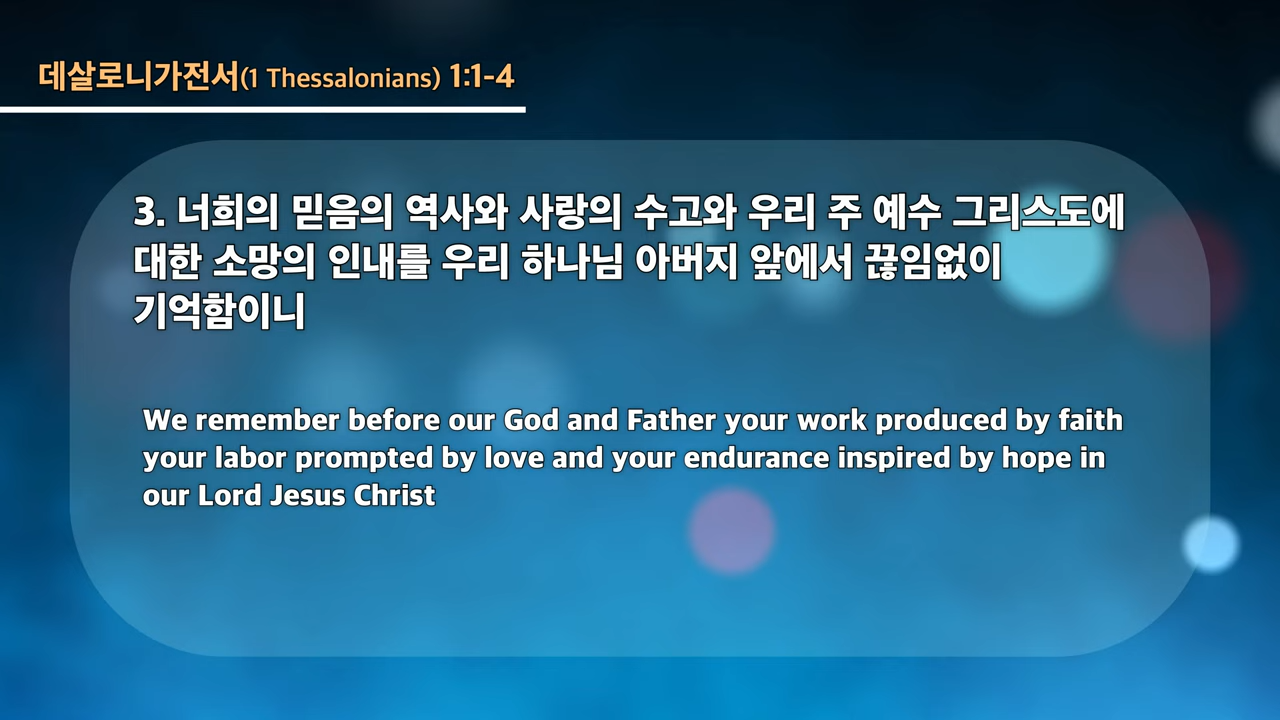 데살로니가전서(1 Thessalonians) 1:1-4
3. 너희의 믿음의 역사와 사랑의 수고와 우리 주 예수 그리스도에
대한 소망의 인내를 우리 하나님 아버지 앞에서 끊임없이
기억함이니
We remember before our God and Father your work produced by faith
your labor prompted by love and your endurance inspired by hope in
our Lord Jesus Christ